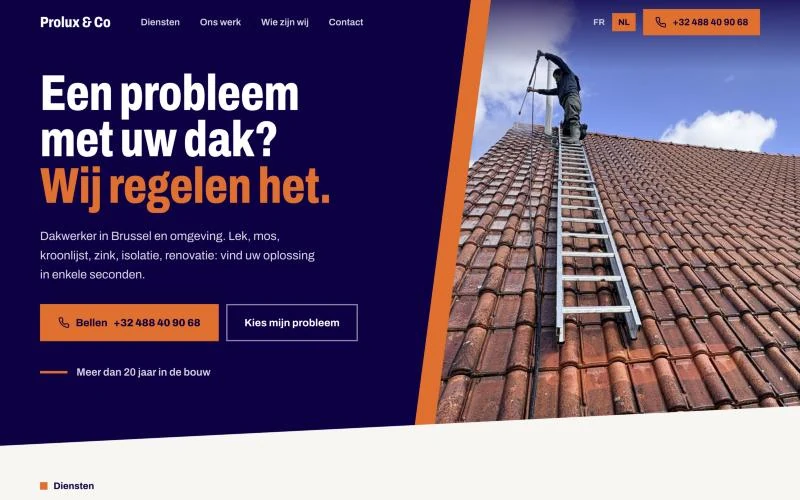 Prolux & Co
Diensten
Ons werk
Wie zijn wij
Contact
FR
NL
+32 488 40 90 68
Een probleem
met uw dak?
Wij regelen het.
Dakwerker in Brussel en omgeving. Lek, mos,
kroonlijst, zink, isolatie, renovatie: vind uw oplossing
in enkele seconden.
Bellen +32 488 40 90 68
Kies mijn probleem
Meer dan 20 jaar in de bouw
Diensten